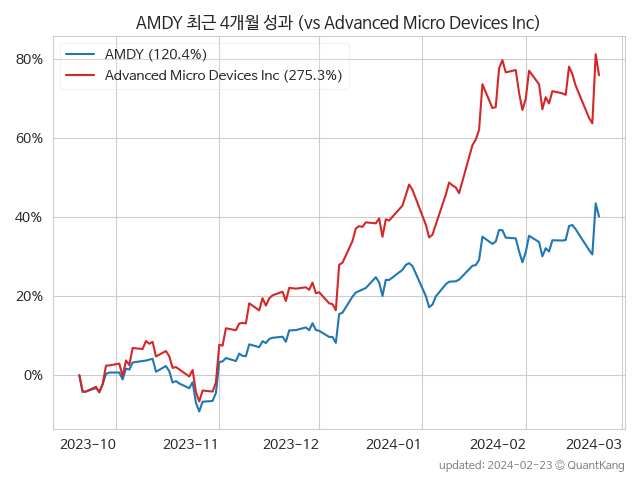 AMDY 최근 4개월 성과 (vs Advanced Micro Devices Inc)
AMDY (120.4%)
Advanced Micro Devices Inc (275.3%)
80%
60%
40%
20%
0%
2023-10 2023-11 2023-12 2024-01 2024-02 2024-03
updated: 2024-02-23 © QuantKang